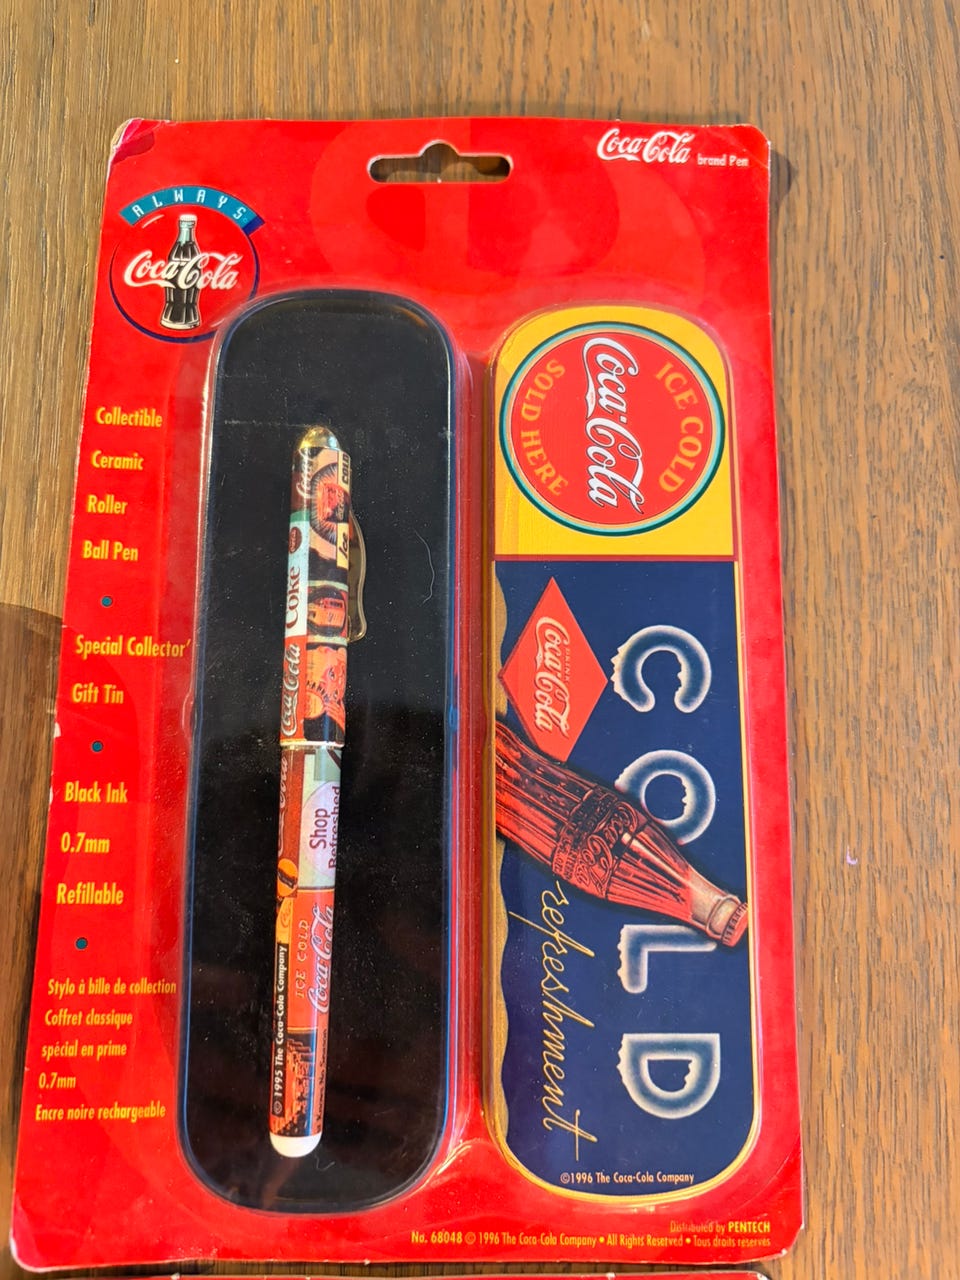 Coca-Cola brand Pen
ALWAYS
Coca-Cola
Collectible
Ceramic
Roller
Ball Pen
Special Collector'
Gift Tin
Black Ink
0.7mm
Refillable
Stylo à bille de collection
Coffret classique
spécial en prime
0.7mm
Encre noire rechargeable
COLD
Ice
COKE
Coca-Cola
Shop
Refreshed
ICE COLD
Coca-Cola
© 1995 The Coca-Cola Company
ICE COLD
Coca-Cola
SOLD HERE
DRINK
Coca-Cola
COLD
refreshment
©1996 The Coca-Cola Company
Distributed by PENTECH
No. 68048 © 1996 The Coca-Cola Company • All Rights Reserved • Tous droits réservés